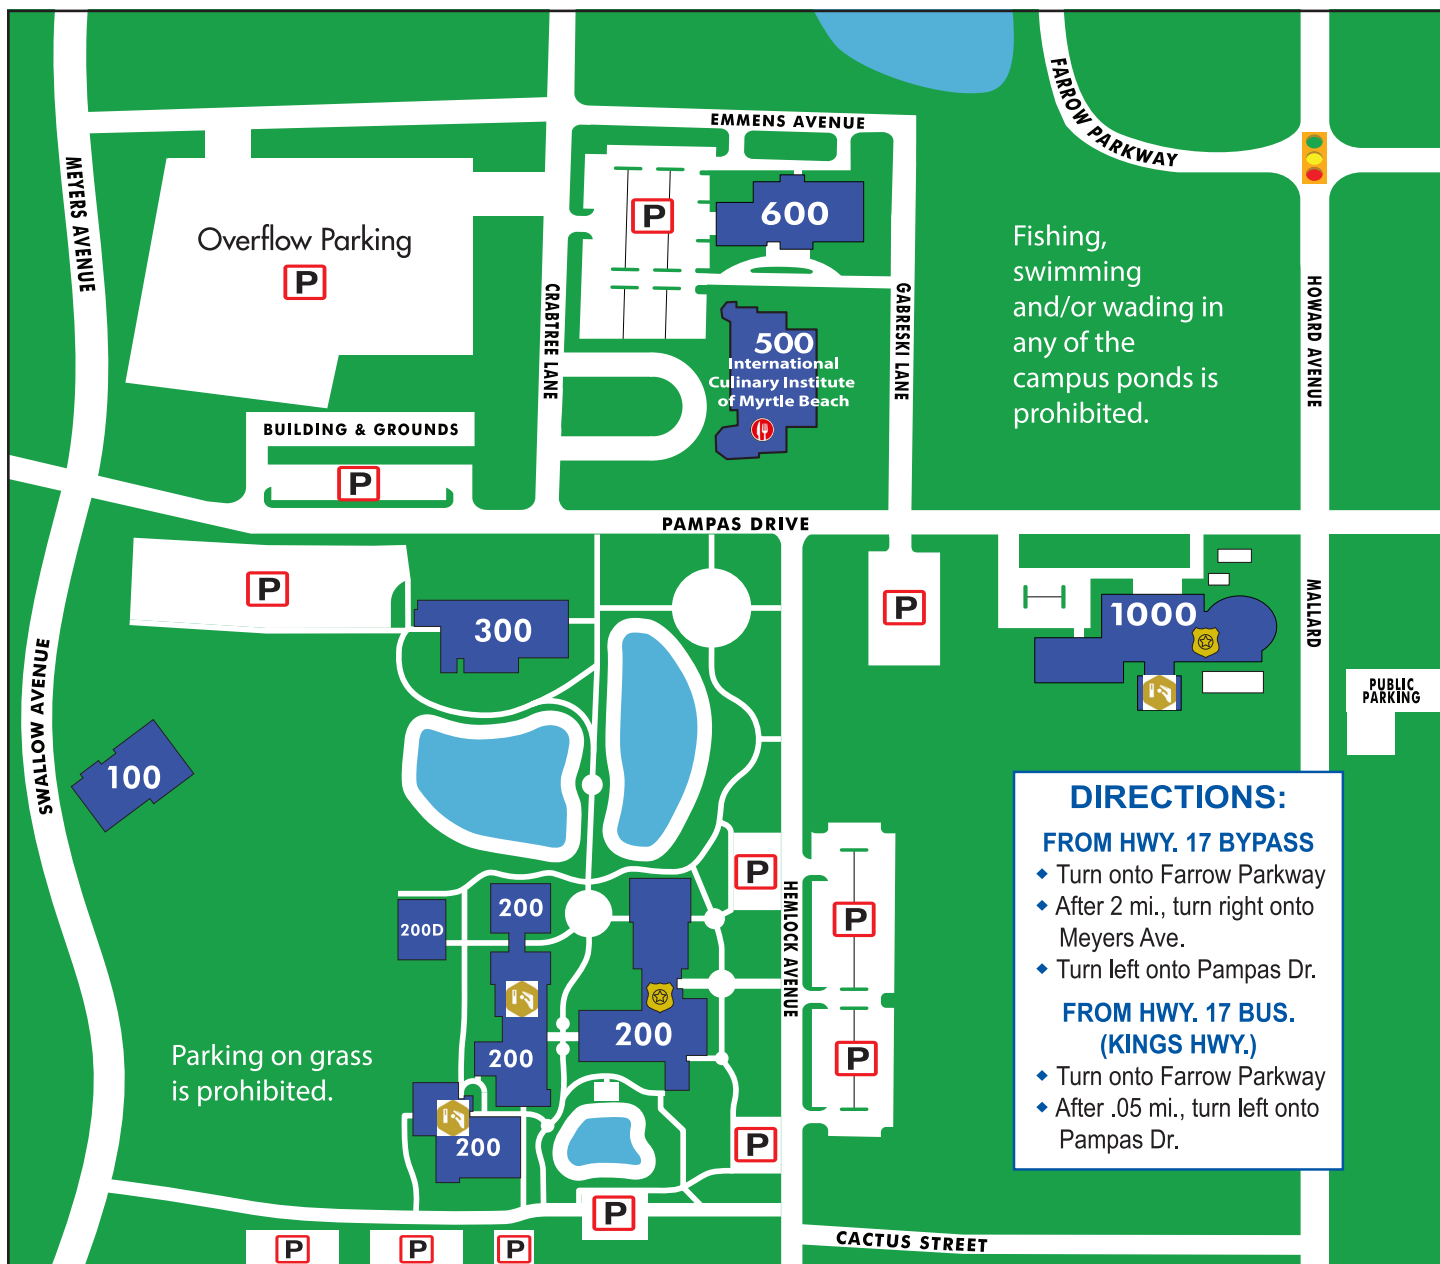 EMMENS AVENUE
FARROW PARKWAY
MEYERS AVENUE
Overflow Parking
P
P
600
CRABTREE LANE
GABRESKI LANE
HOWARD AVENUE
Fishing,
swimming
and/or wading in
any of the
campus ponds is
prohibited.
500
International
Culinary Institute
of Myrtle Beach
BUILDING & GROUNDS
P
PAMPAS DRIVE
P
300
P
1000
MALLARD
SWALLOW AVENUE
100
PUBLIC
PARKING
DIRECTIONS:
FROM HWY. 17 BYPASS
◆ Turn onto Farrow Parkway
◆ After 2 mi., turn right onto
Meyers Ave.
◆ Turn left onto Pampas Dr.
FROM HWY. 17 BUS.
(KINGS HWY.)
◆ Turn onto Farrow Parkway
◆ After .05 mi., turn left onto
Pampas Dr.
P
HEMLOCK AVENUE
P
200
200D
200
200
P
Parking on grass
is prohibited.
200
P
P
P
P
P
CACTUS STREET